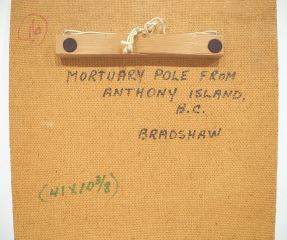 10
MORTUARY POLE FROM
ANTHONY ISLAND,
B.C.
BRADSHAW
(41 X 10 3/8)